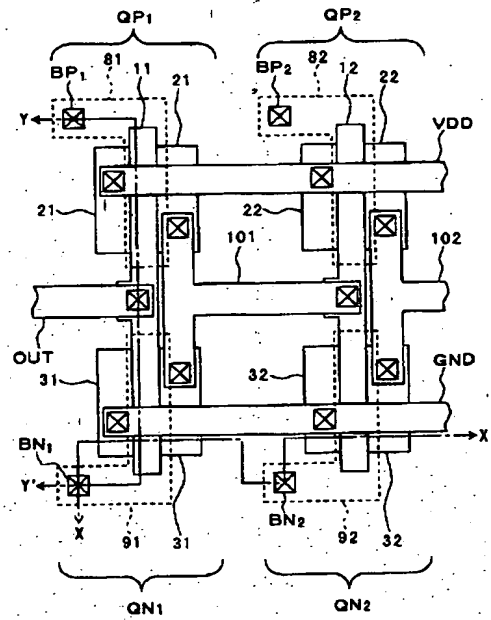 QP1 QP2
BP1 81 11 21 BP2 82 12 22
Y VDD
21 22
101 102
OUT
31 32 GND
BN1 X
Y' BN2
X 91 31 92 32
QN1 QN2